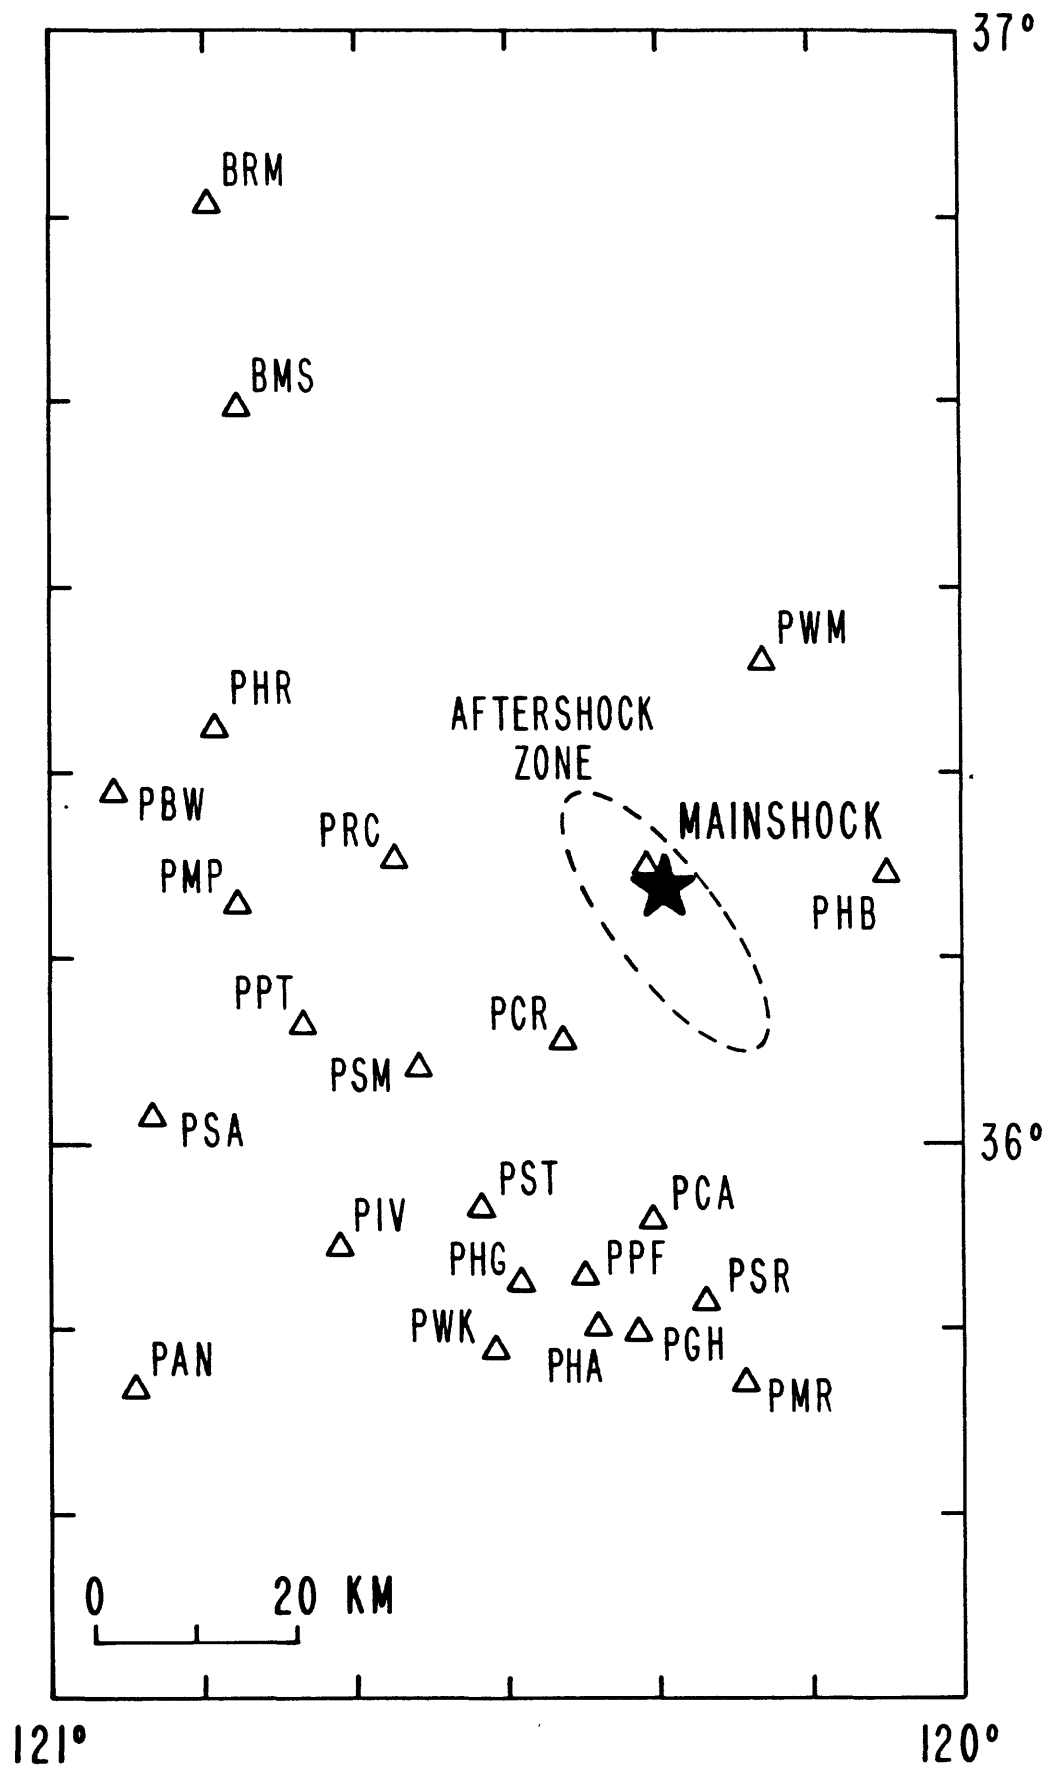 37°
BRM
BMS
PWM
PHR
AFTERSHOCK
ZONE
PBW
MAINSHOCK
PRC
PMP
PHB
PPT
PCR
PSM
PSA
36°
PST
PCA
PIV
PHG
PPF
PSR
PWK
PHA
PGH
PAN
PMR
0 20 KM
121° 120°